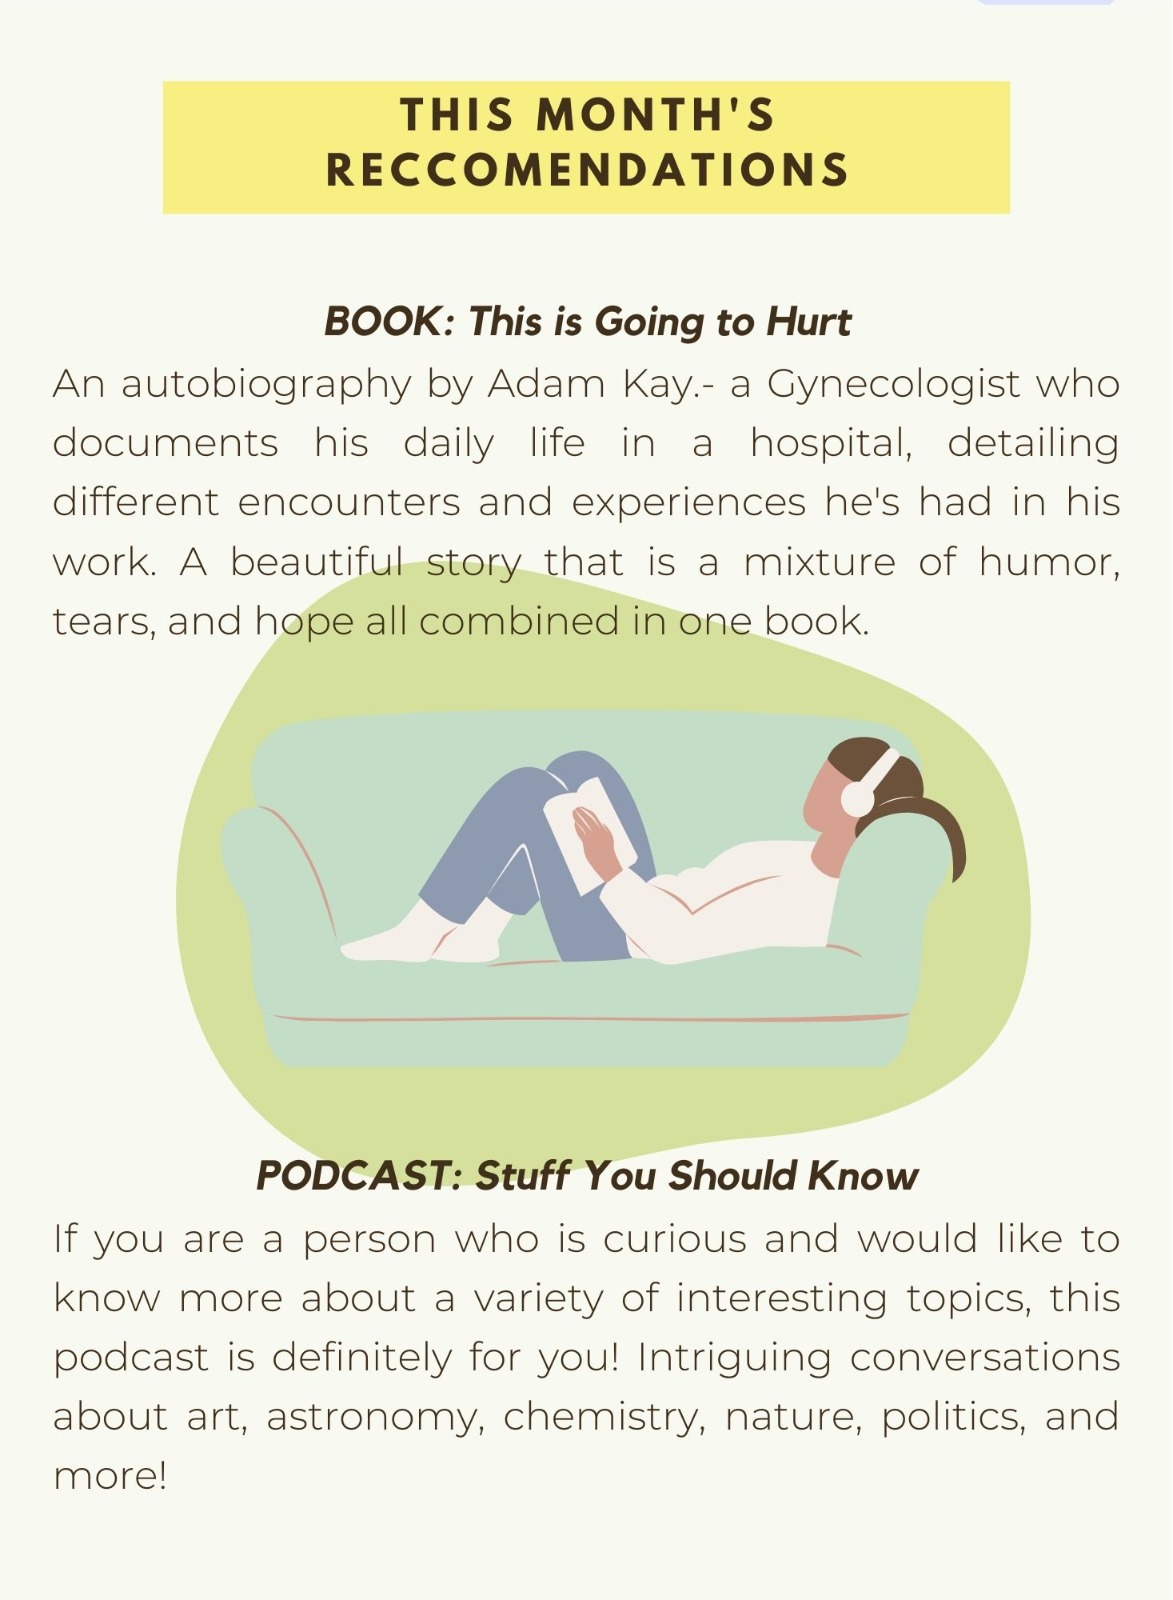 THIS MONTH'S
RECCOMENDATIONS
BOOK: This is Going to Hurt
An autobiography by Adam Kay.- a Gynecologist who
documents his daily life in a hospital, detailing
different encounters and experiences he's had in his
work. A beautiful story that is a mixture of humor,
tears, and hope all combined in one book.
PODCAST: Stuff You Should Know
If you are a person who is curious and would like to
know more about a variety of interesting topics, this
podcast is definitely for you! Intriguing conversations
about art, astronomy, chemistry, nature, politics, and
more!